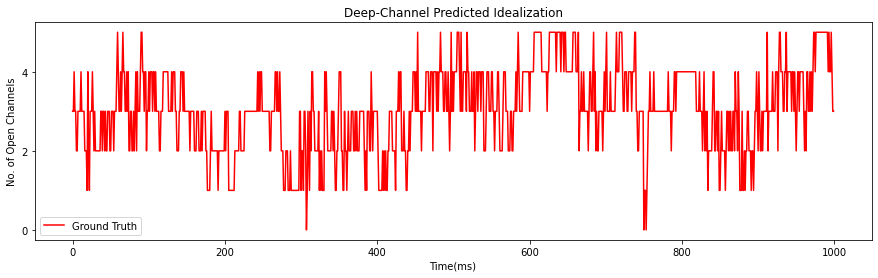 Deep-Channel Predicted Idealization
No. of Open Channels
4
2
0
Ground Truth
0
200
400
600
800
1000
Time(ms)